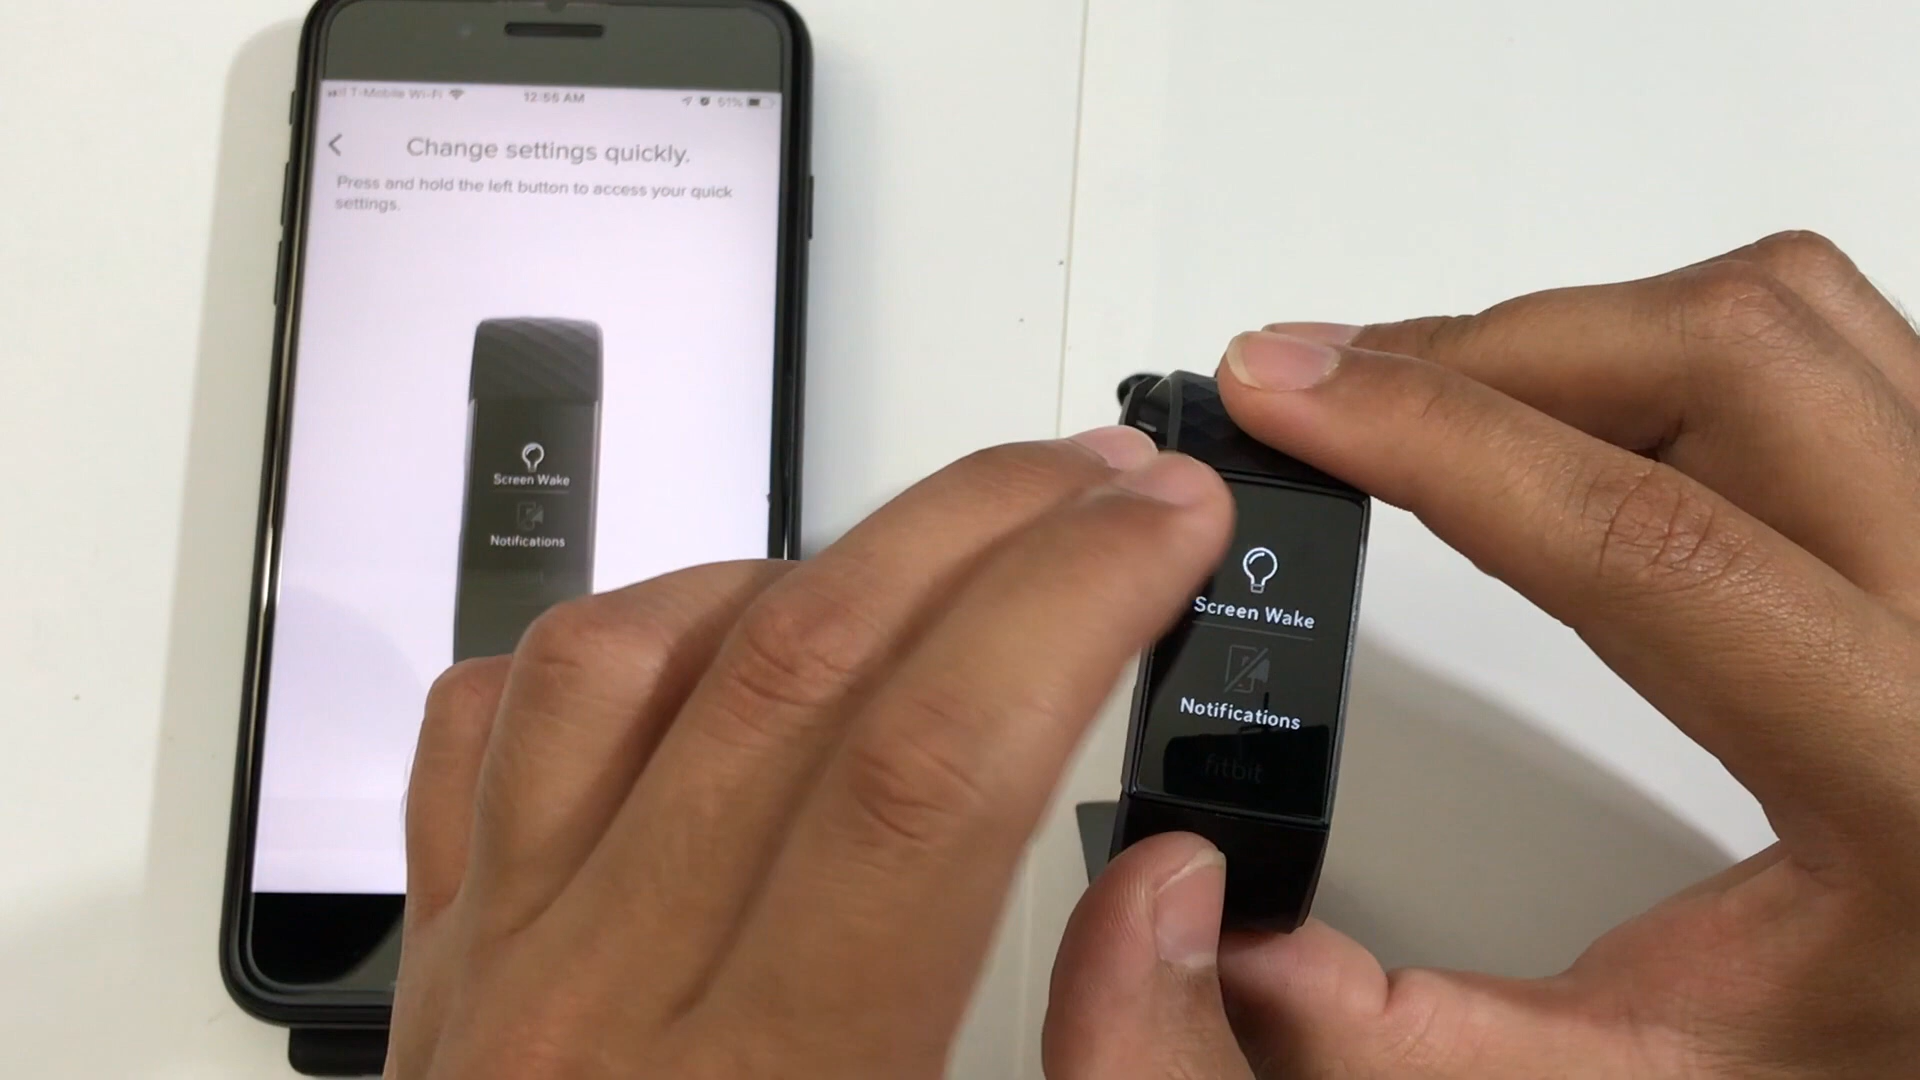 T-Mobile Wi-Fi 12:55 AM 61%
Change settings quickly.
Press and hold the left button to access your quick
settings.
Screen Wake
Notifications
Screen Wake
Notifications
fitbit